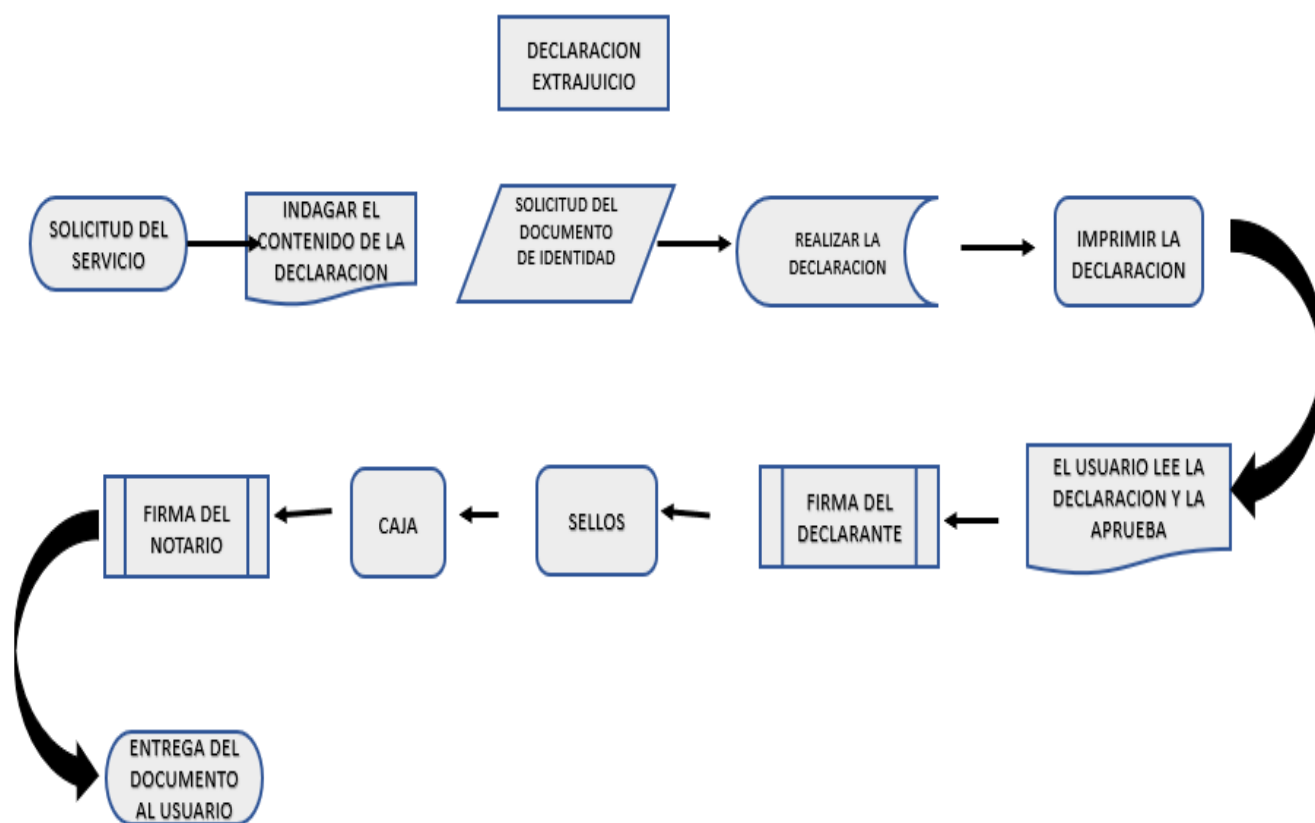 DECLARACION
EXTRAJUICIO
SOLICITUD DEL
SERVICIO
INDAGAR EL
CONTENIDO DE LA
DECLARACION
SOLICITUD DEL
DOCUMENTO
DE IDENTIDAD
REALIZAR LA
DECLARACION
IMPRIMIR LA
DECLARACION
EL USUARIO LEE LA
DECLARACION Y LA
APRUEBA
FIRMA DEL
DECLARANTE
SELLOS
CAJA
FIRMA DEL
NOTARIO
ENTREGA DEL
DOCUMENTO
AL USUARIO